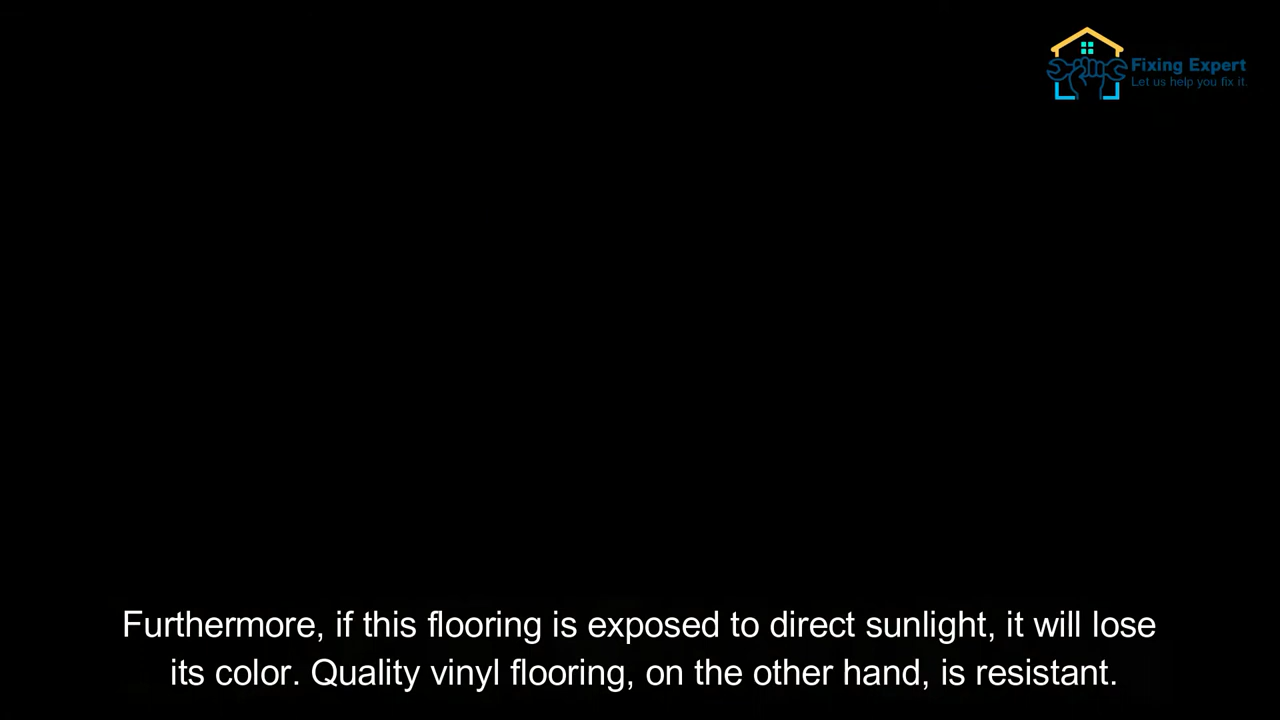 Fixing Expert
Let us help you fix it.
Furthermore, if this flooring is exposed to direct sunlight, it will lose
its color. Quality vinyl flooring, on the other hand, is resistant.